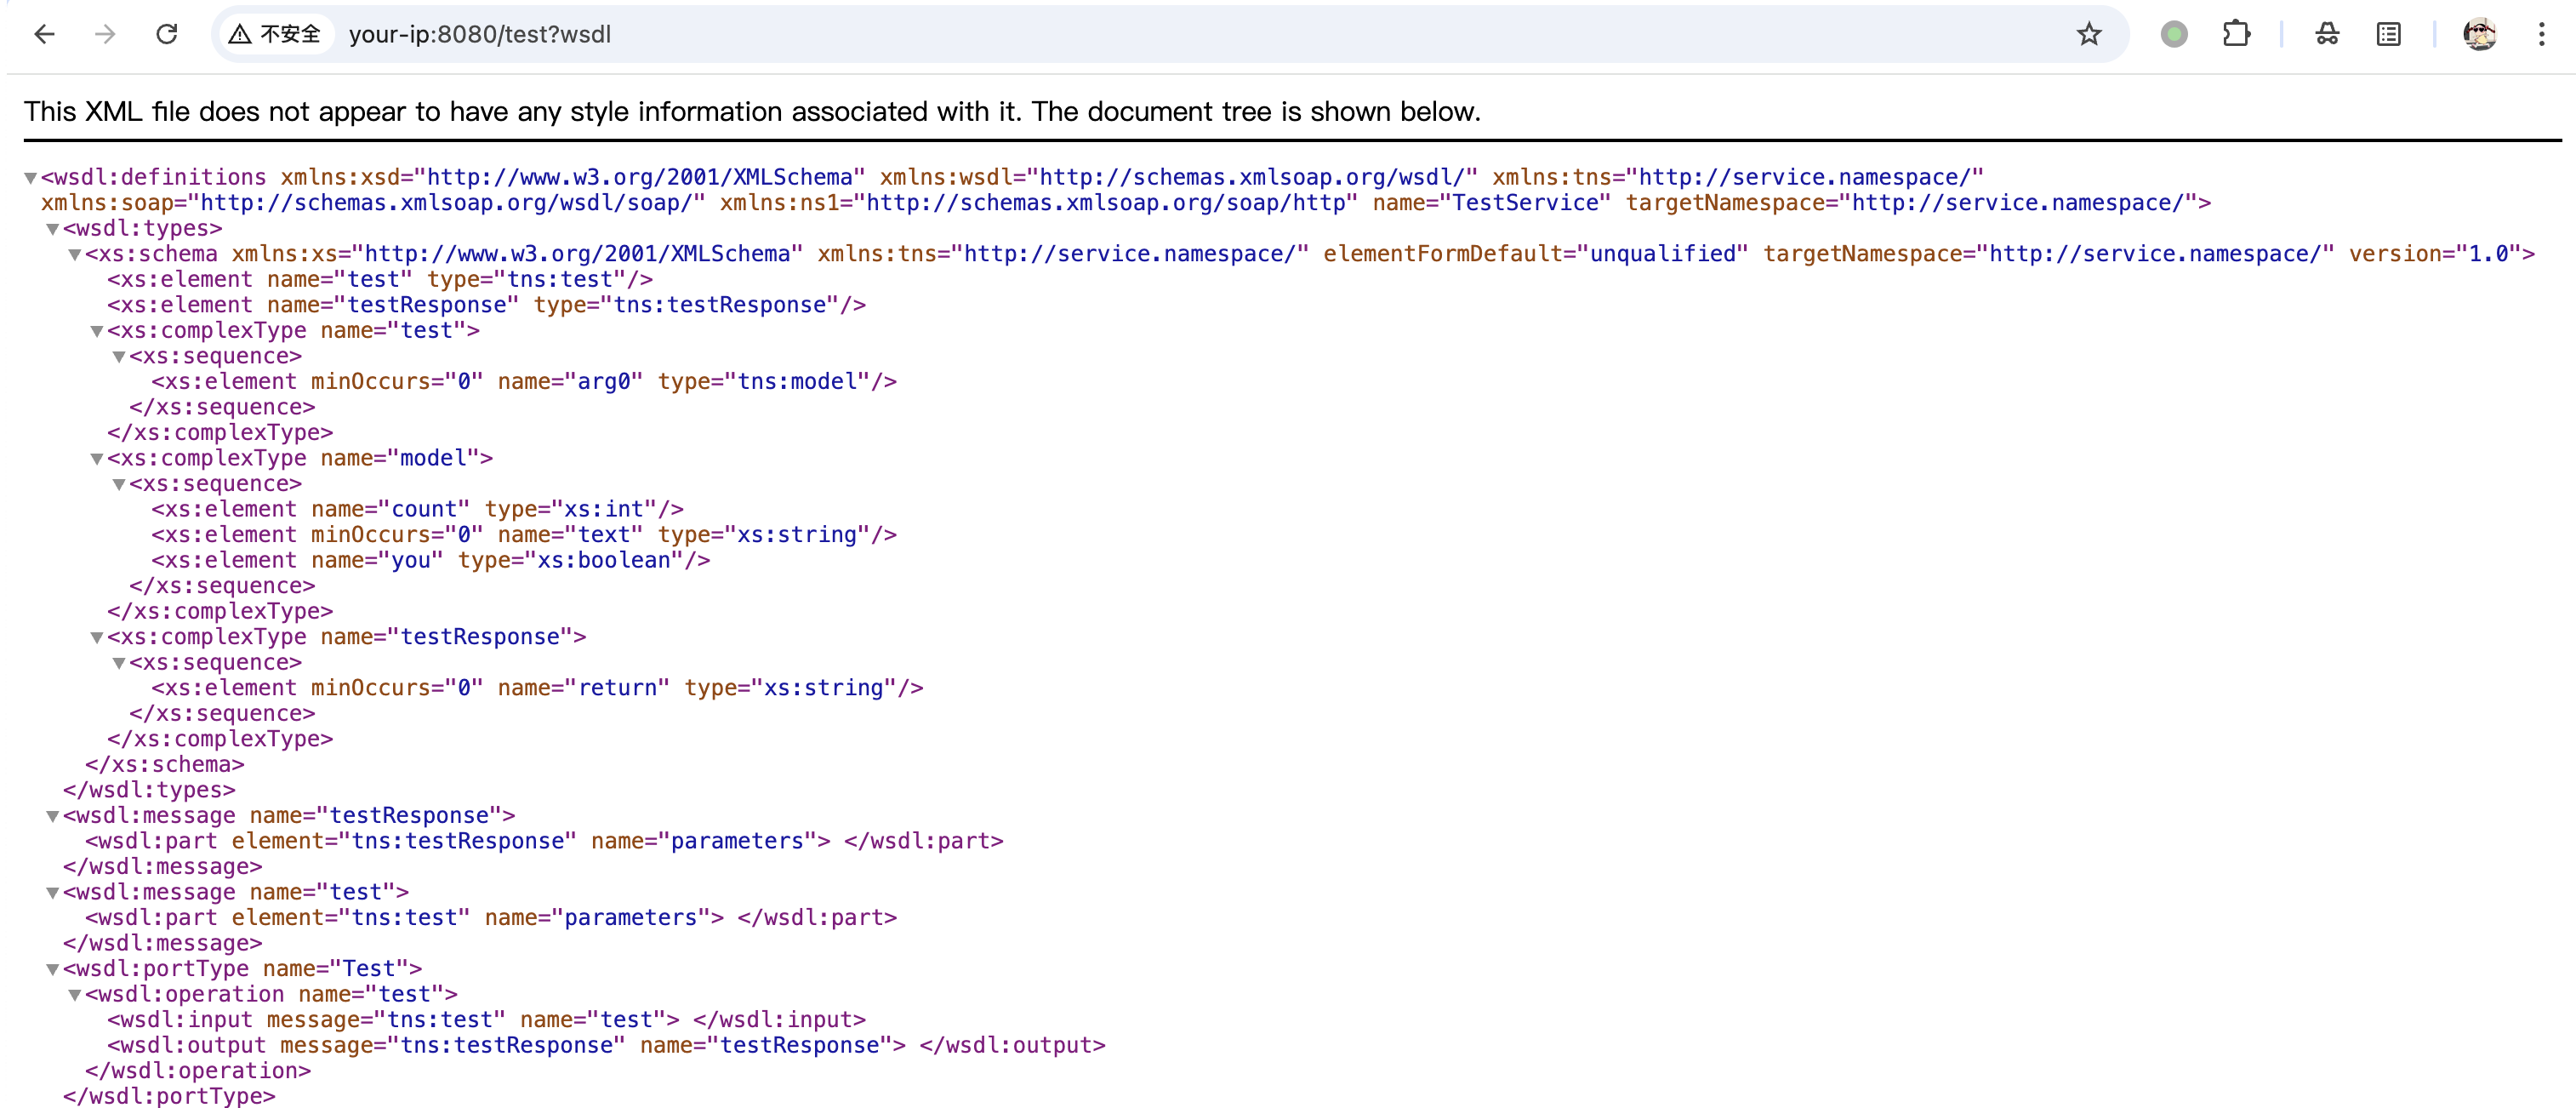 不安全 your-ip:8080/test?wsdl
This XML file does not appear to have any style information associated with it. The document tree is shown below.
<wsdl:definitions xmlns:xsd="http://www.w3.org/2001/XMLSchema" xmlns:wsdl="http://schemas.xmlsoap.org/wsdl/" xmlns:tns="http://service.namespace/"
xmlns:soap="http://schemas.xmlsoap.org/wsdl/soap/" xmlns:ns1="http://schemas.xmlsoap.org/soap/http" name="TestService" targetNamespace="http://service.namespace/">
<wsdl:types>
<xs:schema xmlns:xs="http://www.w3.org/2001/XMLSchema" xmlns:tns="http://service.namespace/" elementFormDefault="unqualified" targetNamespace="http://service.namespace/" version="1.0">
<xs:element name="test" type="tns:test"/>
<xs:element name="testResponse" type="tns:testResponse"/>
<xs:complexType name="test">
<xs:sequence>
<xs:element minOccurs="0" name="arg0" type="tns:model"/>
</xs:sequence>
</xs:complexType>
<xs:complexType name="model">
<xs:sequence>
<xs:element name="count" type="xs:int"/>
<xs:element minOccurs="0" name="text" type="xs:string"/>
<xs:element name="you" type="xs:boolean"/>
</xs:sequence>
</xs:complexType>
<xs:complexType name="testResponse">
<xs:sequence>
<xs:element minOccurs="0" name="return" type="xs:string"/>
</xs:sequence>
</xs:complexType>
</xs:schema>
</wsdl:types>
<wsdl:message name="testResponse">
<wsdl:part element="tns:testResponse" name="parameters"> </wsdl:part>
</wsdl:message>
<wsdl:message name="test">
<wsdl:part element="tns:test" name="parameters"> </wsdl:part>
</wsdl:message>
<wsdl:portType name="Test">
<wsdl:operation name="test">
<wsdl:input message="tns:test" name="test"> </wsdl:input>
<wsdl:output message="tns:testResponse" name="testResponse"> </wsdl:output>
</wsdl:operation>
</wsdl:portType>